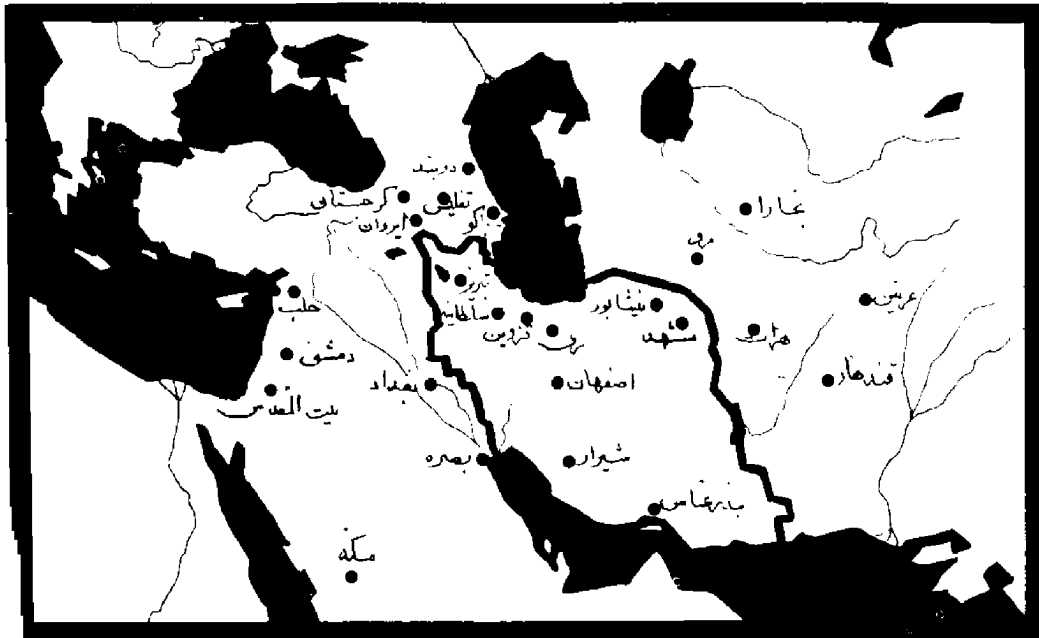 دربند
گرجستان
تفلیس
ایروان
باکو
بخارا
مرو
تبریز
سلطانیه
قزوین
ری
نیشابور
مشهد
هرات
غزنین
حلب
دمشق
بغداد
اصفهان
قندهار
بیت المقدس
بصره
شیراز
بندرعباس
مکه